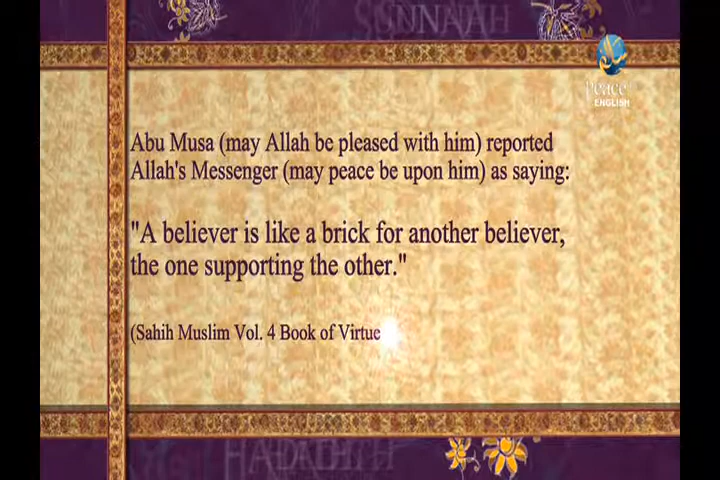 SUNNAH
Peace
ENGLISH
Abu Musa (may Allah be pleased with him) reported
Allah's Messenger (may peace be upon him) as saying:
"A believer is like a brick for another believer,
the one supporting the other."
(Sahih Muslim Vol. 4 Book of Virtue
HADITH